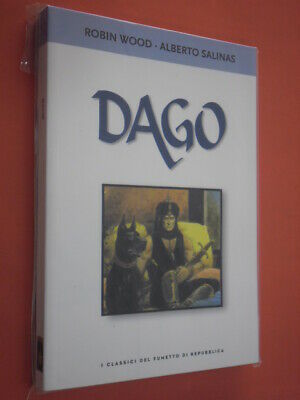 ROBIN WOOD • ALBERTO SALINAS
DAGO
I CLASSICI DEL FUMETTO DI REPUBBLICA